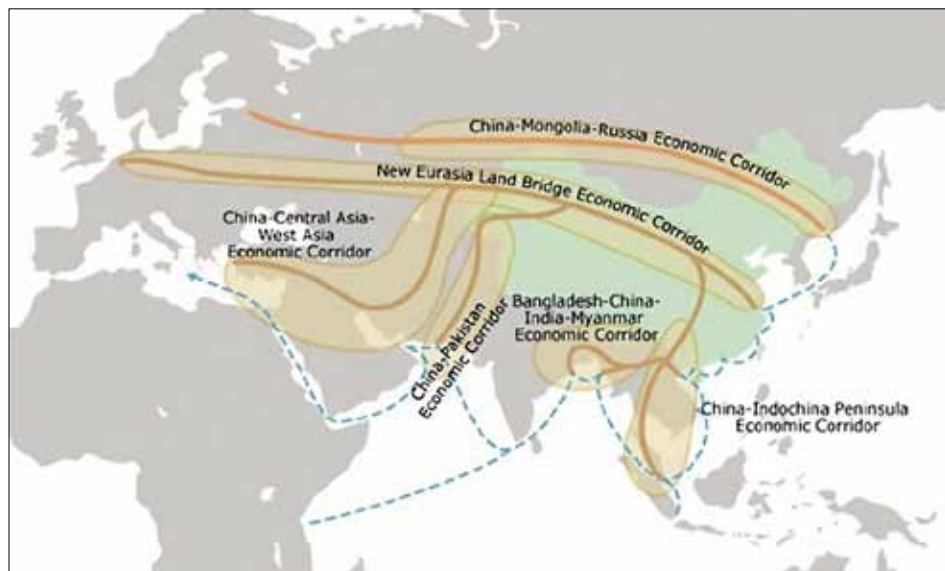 China-Mongolia-Russia Economic Corridor
New Eurasia Land Bridge Economic Corridor
China-Central Asia-
West Asia
Economic Corridor
China-Pakistan
Economic Corridor
Bangladesh-China-
India-Myanmar
Economic Corridor
China-Indochina Peninsula
Economic Corridor